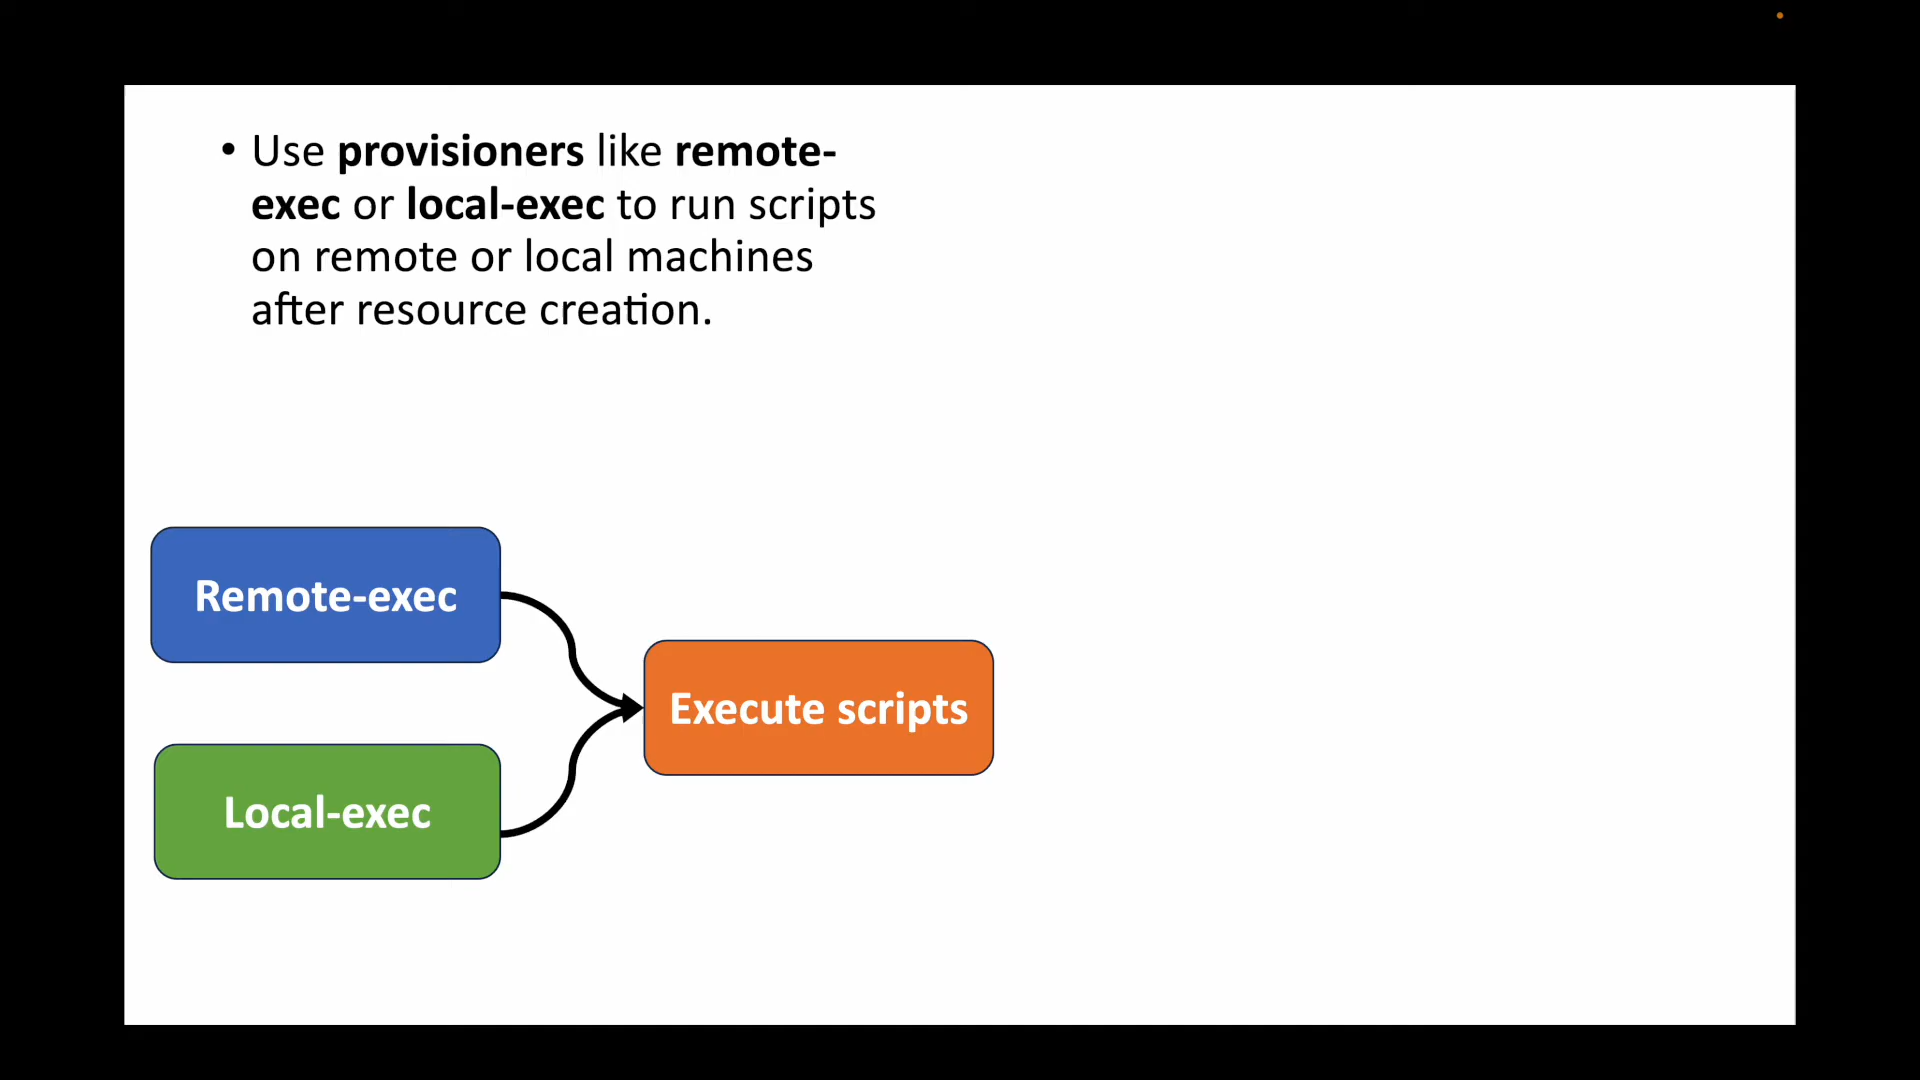 • Use provisioners like remote-
exec or local-exec to run scripts
on remote or local machines
after resource creation.
Remote-exec
Execute scripts
Local-exec